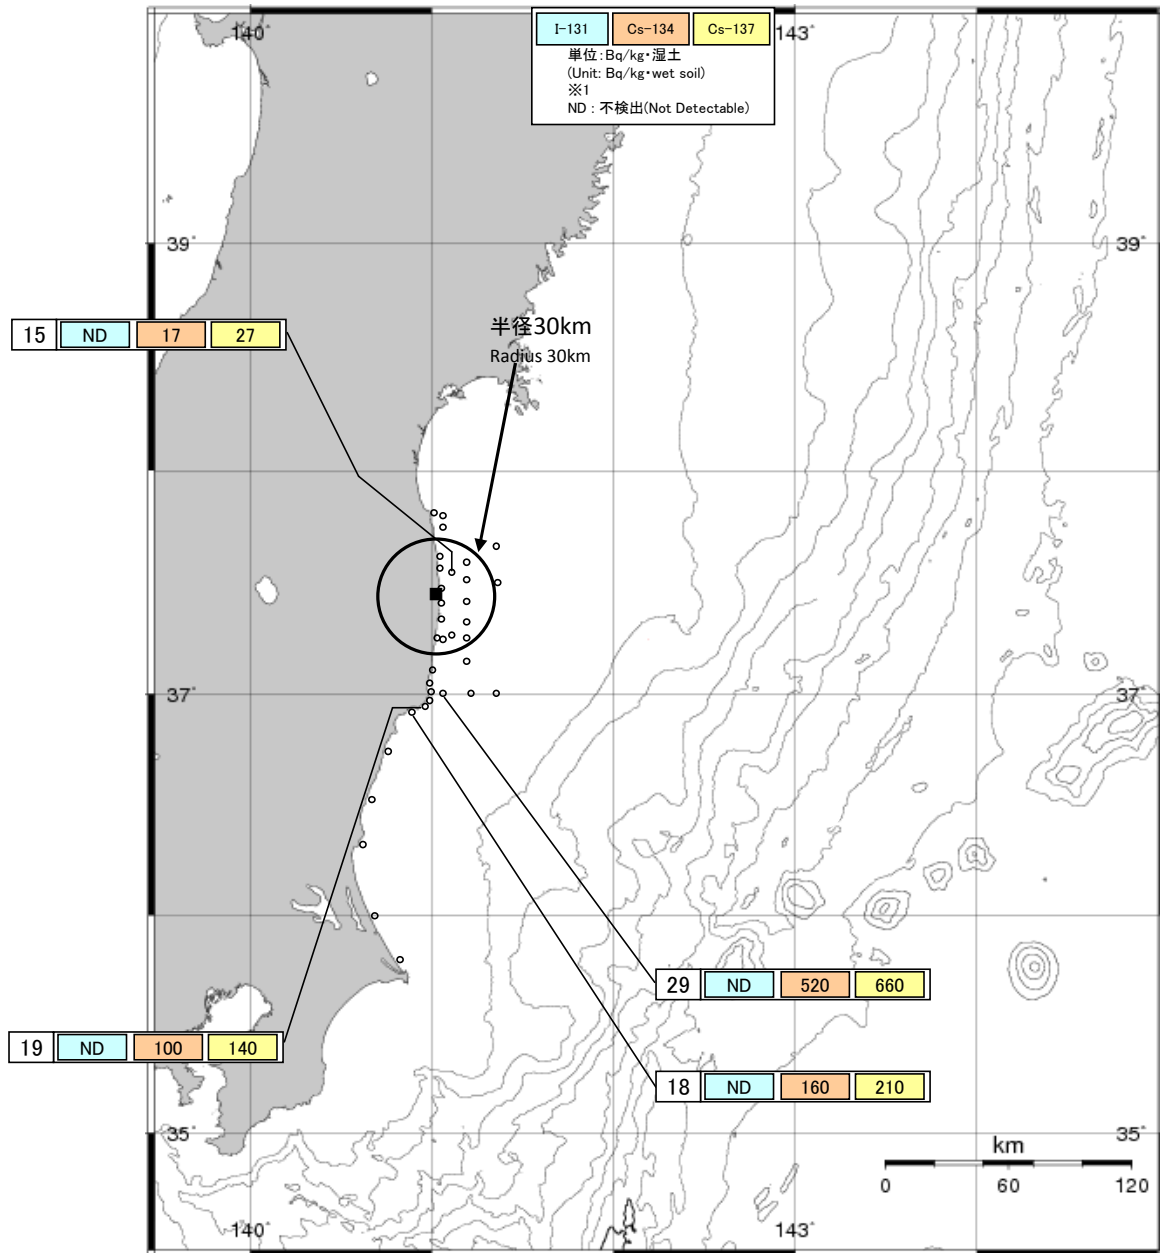 140°
143°
I-131 Cs-134 Cs-137
単位:Bq/kg・湿土
(Unit: Bq/kg・wet soil)
※1
ND : 不検出(Not Detectable)
39°
39°
15 ND 17 27
半径30km
Radius 30km
37°
37°
29 ND 520 660
19 ND 100 140
18 ND 160 210
35°
35°
km
0 60 120
140°
143°